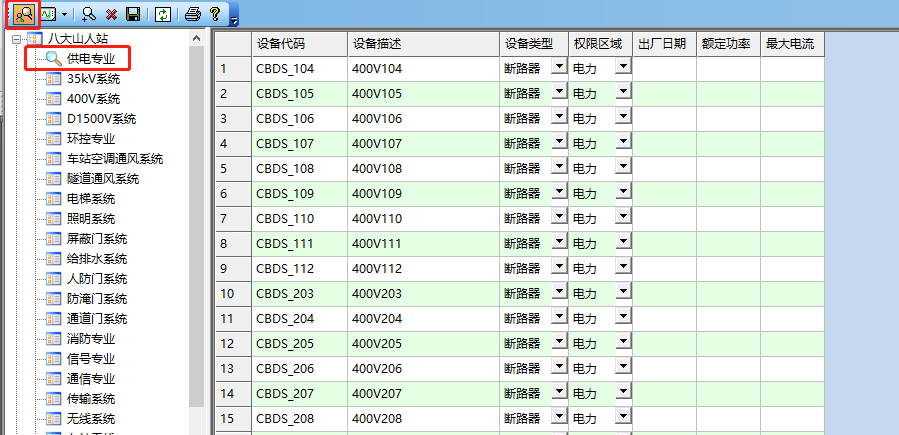 八大山人站
供电专业
35kV系统
400V系统
D1500V系统
环控专业
车站空调通风系统
隧道通风系统
电梯系统
照明系统
屏蔽门系统
给排水系统
人防门系统
防淹门系统
通道门系统
消防专业
信号专业
通信专业
传输系统
无线系统
设备代码 设备描述 设备类型 权限区域 出厂日期 额定功率 最大电流
1 CBDS_104 400V104 断路器 电力
2 CBDS_105 400V105 断路器 电力
3 CBDS_106 400V106 断路器 电力
4 CBDS_107 400V107 断路器 电力
5 CBDS_108 400V108 断路器 电力
6 CBDS_109 400V109 断路器 电力
7 CBDS_110 400V110 断路器 电力
8 CBDS_111 400V111 断路器 电力
9 CBDS_112 400V112 断路器 电力
10 CBDS_203 400V203 断路器 电力
11 CBDS_204 400V204 断路器 电力
12 CBDS_205 400V205 断路器 电力
13 CBDS_206 400V206 断路器 电力
14 CBDS_207 400V207 断路器 电力
15 CBDS_208 400V208 断路器 电力